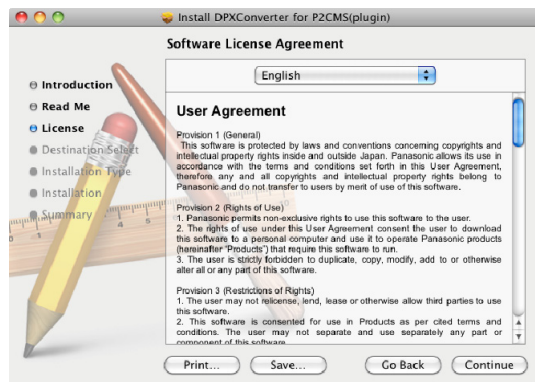 Install DPXConverter for P2CMS(plugin)
Software License Agreement
Introduction
Read Me
License
Destination Select
Installation Type
Installation
Summary
English
User Agreement
Provision 1 (General)
This software is protected by laws and conventions concerning copyrights and
intellectual property rights inside and outside Japan. Panasonic allows its use in
accordance with the terms and conditions set forth in this User Agreement,
therefore any and all copyrights and intellectual property rights belong to
Panasonic and do not transfer to users by merit of use of this software.
Provision 2 (Rights of Use)
1. Panasonic permits non-exclusive rights to use this software to the user.
2. The rights of use under this User Agreement consent the user to download
this software to a personal computer and use it to operate Panasonic products
(hereinafter "Products") that require this software to run.
3. The user is strictly forbidden to duplicate, copy, modify, add to or otherwise
alter all or any part of this software.
Provision 3 (Restrictions of Rights)
1. The user may not relicense, lend, lease or otherwise allow third parties to use
this software.
2. This software is consented for use in Products as per cited terms and
conditions. The user may not separate and use separately any part or
component of this software.
Print...
Save...
Go Back
Continue